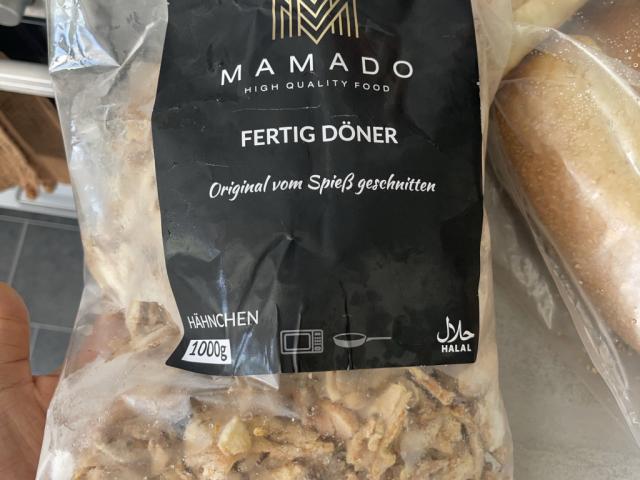 MAMADO
HIGH QUALITY FOOD
FERTIG DÖNER
Original vom Spieß geschnitten
HÄHNCHEN
1000g
حلال
HALAL